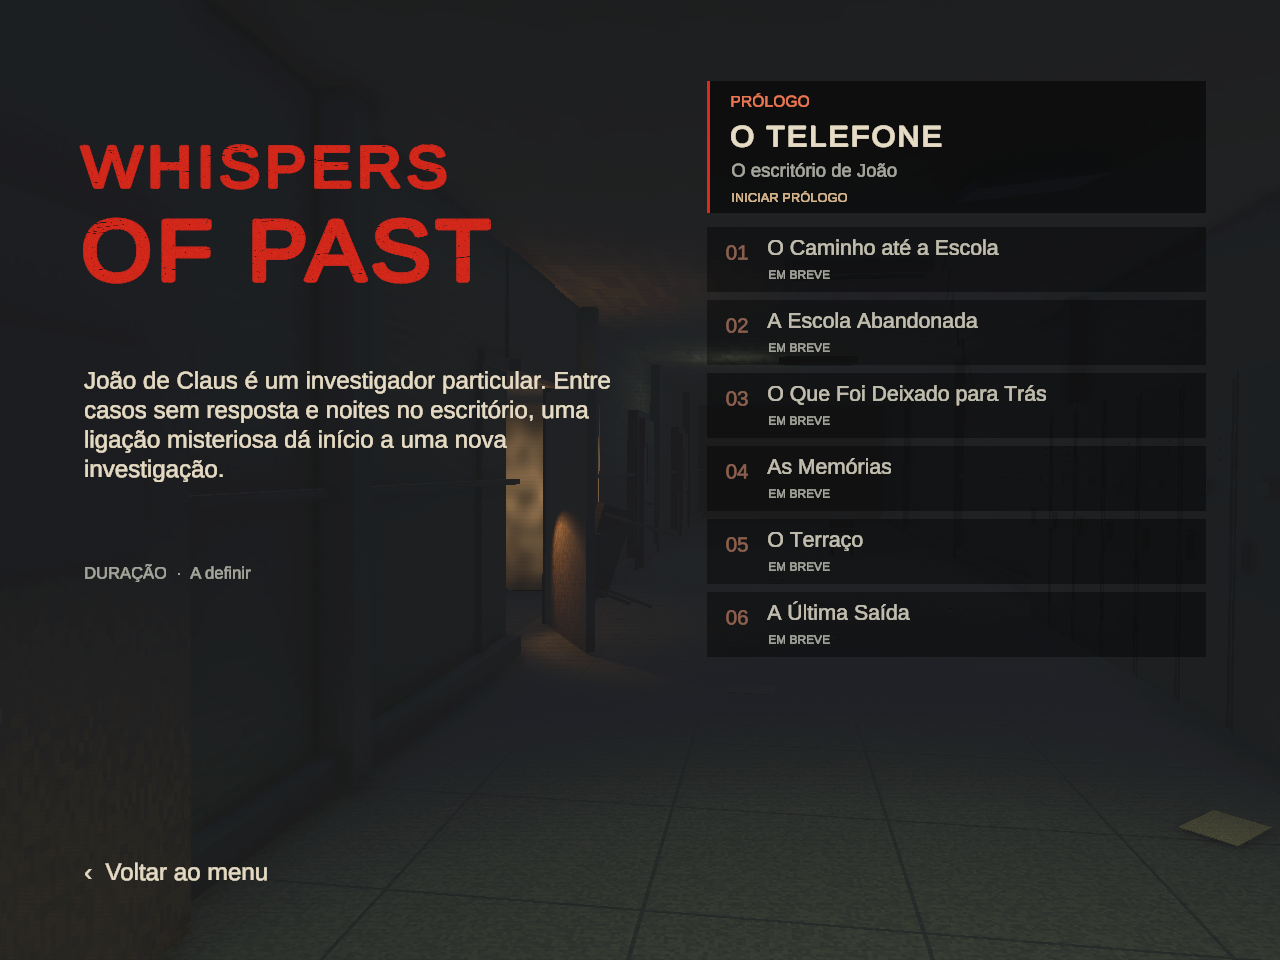 WHISPERS
OF PAST
João de Claus é um investigador particular. Entre
casos sem resposta e noites no escritório, uma
ligação misteriosa dá início a uma nova
investigação.
DURAÇÃO · A definir
‹ Voltar ao menu
PRÓLOGO
O TELEFONE
O escritório de João
INICIAR PRÓLOGO
01 O Caminho até a Escola
EM BREVE
02 A Escola Abandonada
EM BREVE
03 O Que Foi Deixado para Trás
EM BREVE
04 As Memórias
EM BREVE
05 O Terraço
EM BREVE
06 A Última Saída
EM BREVE